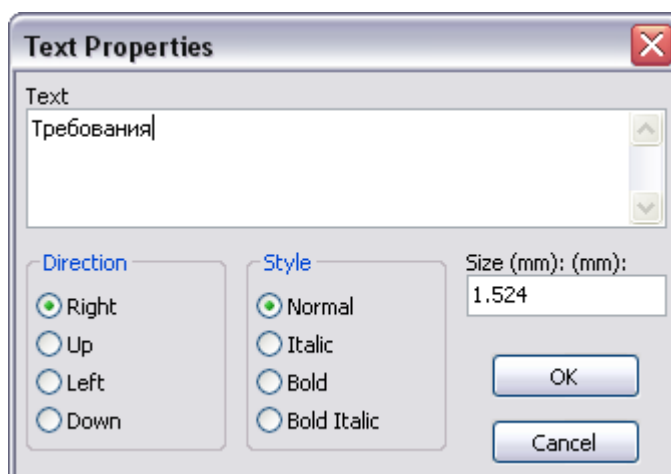 Text Properties
Text
Требования
Direction
Right
Up
Left
Down
Style
Normal
Italic
Bold
Bold Italic
Size (mm): (mm):
1.524
OK
Cancel